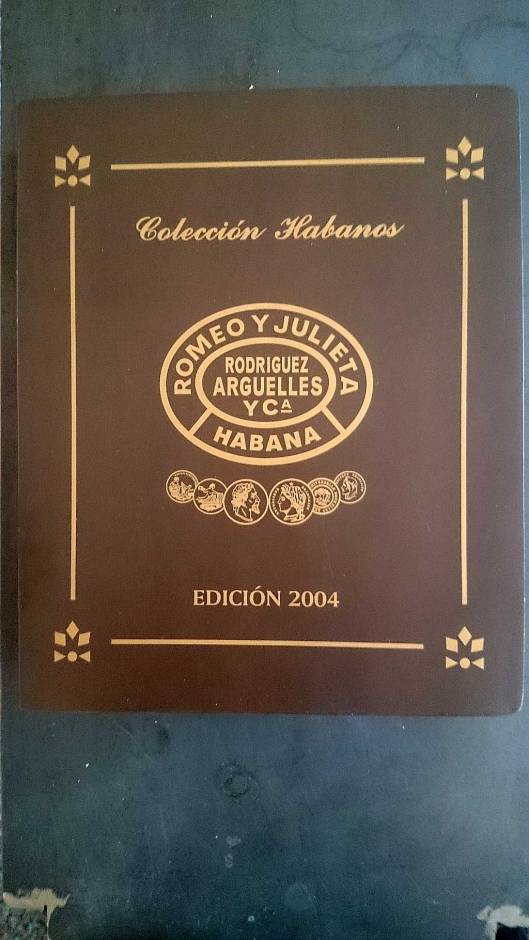 Colección Habanos
ROMEO Y JULIETA
RODRIGUEZ
ARGUELLES
Y Cª
HABANA
EDICIÓN 2004